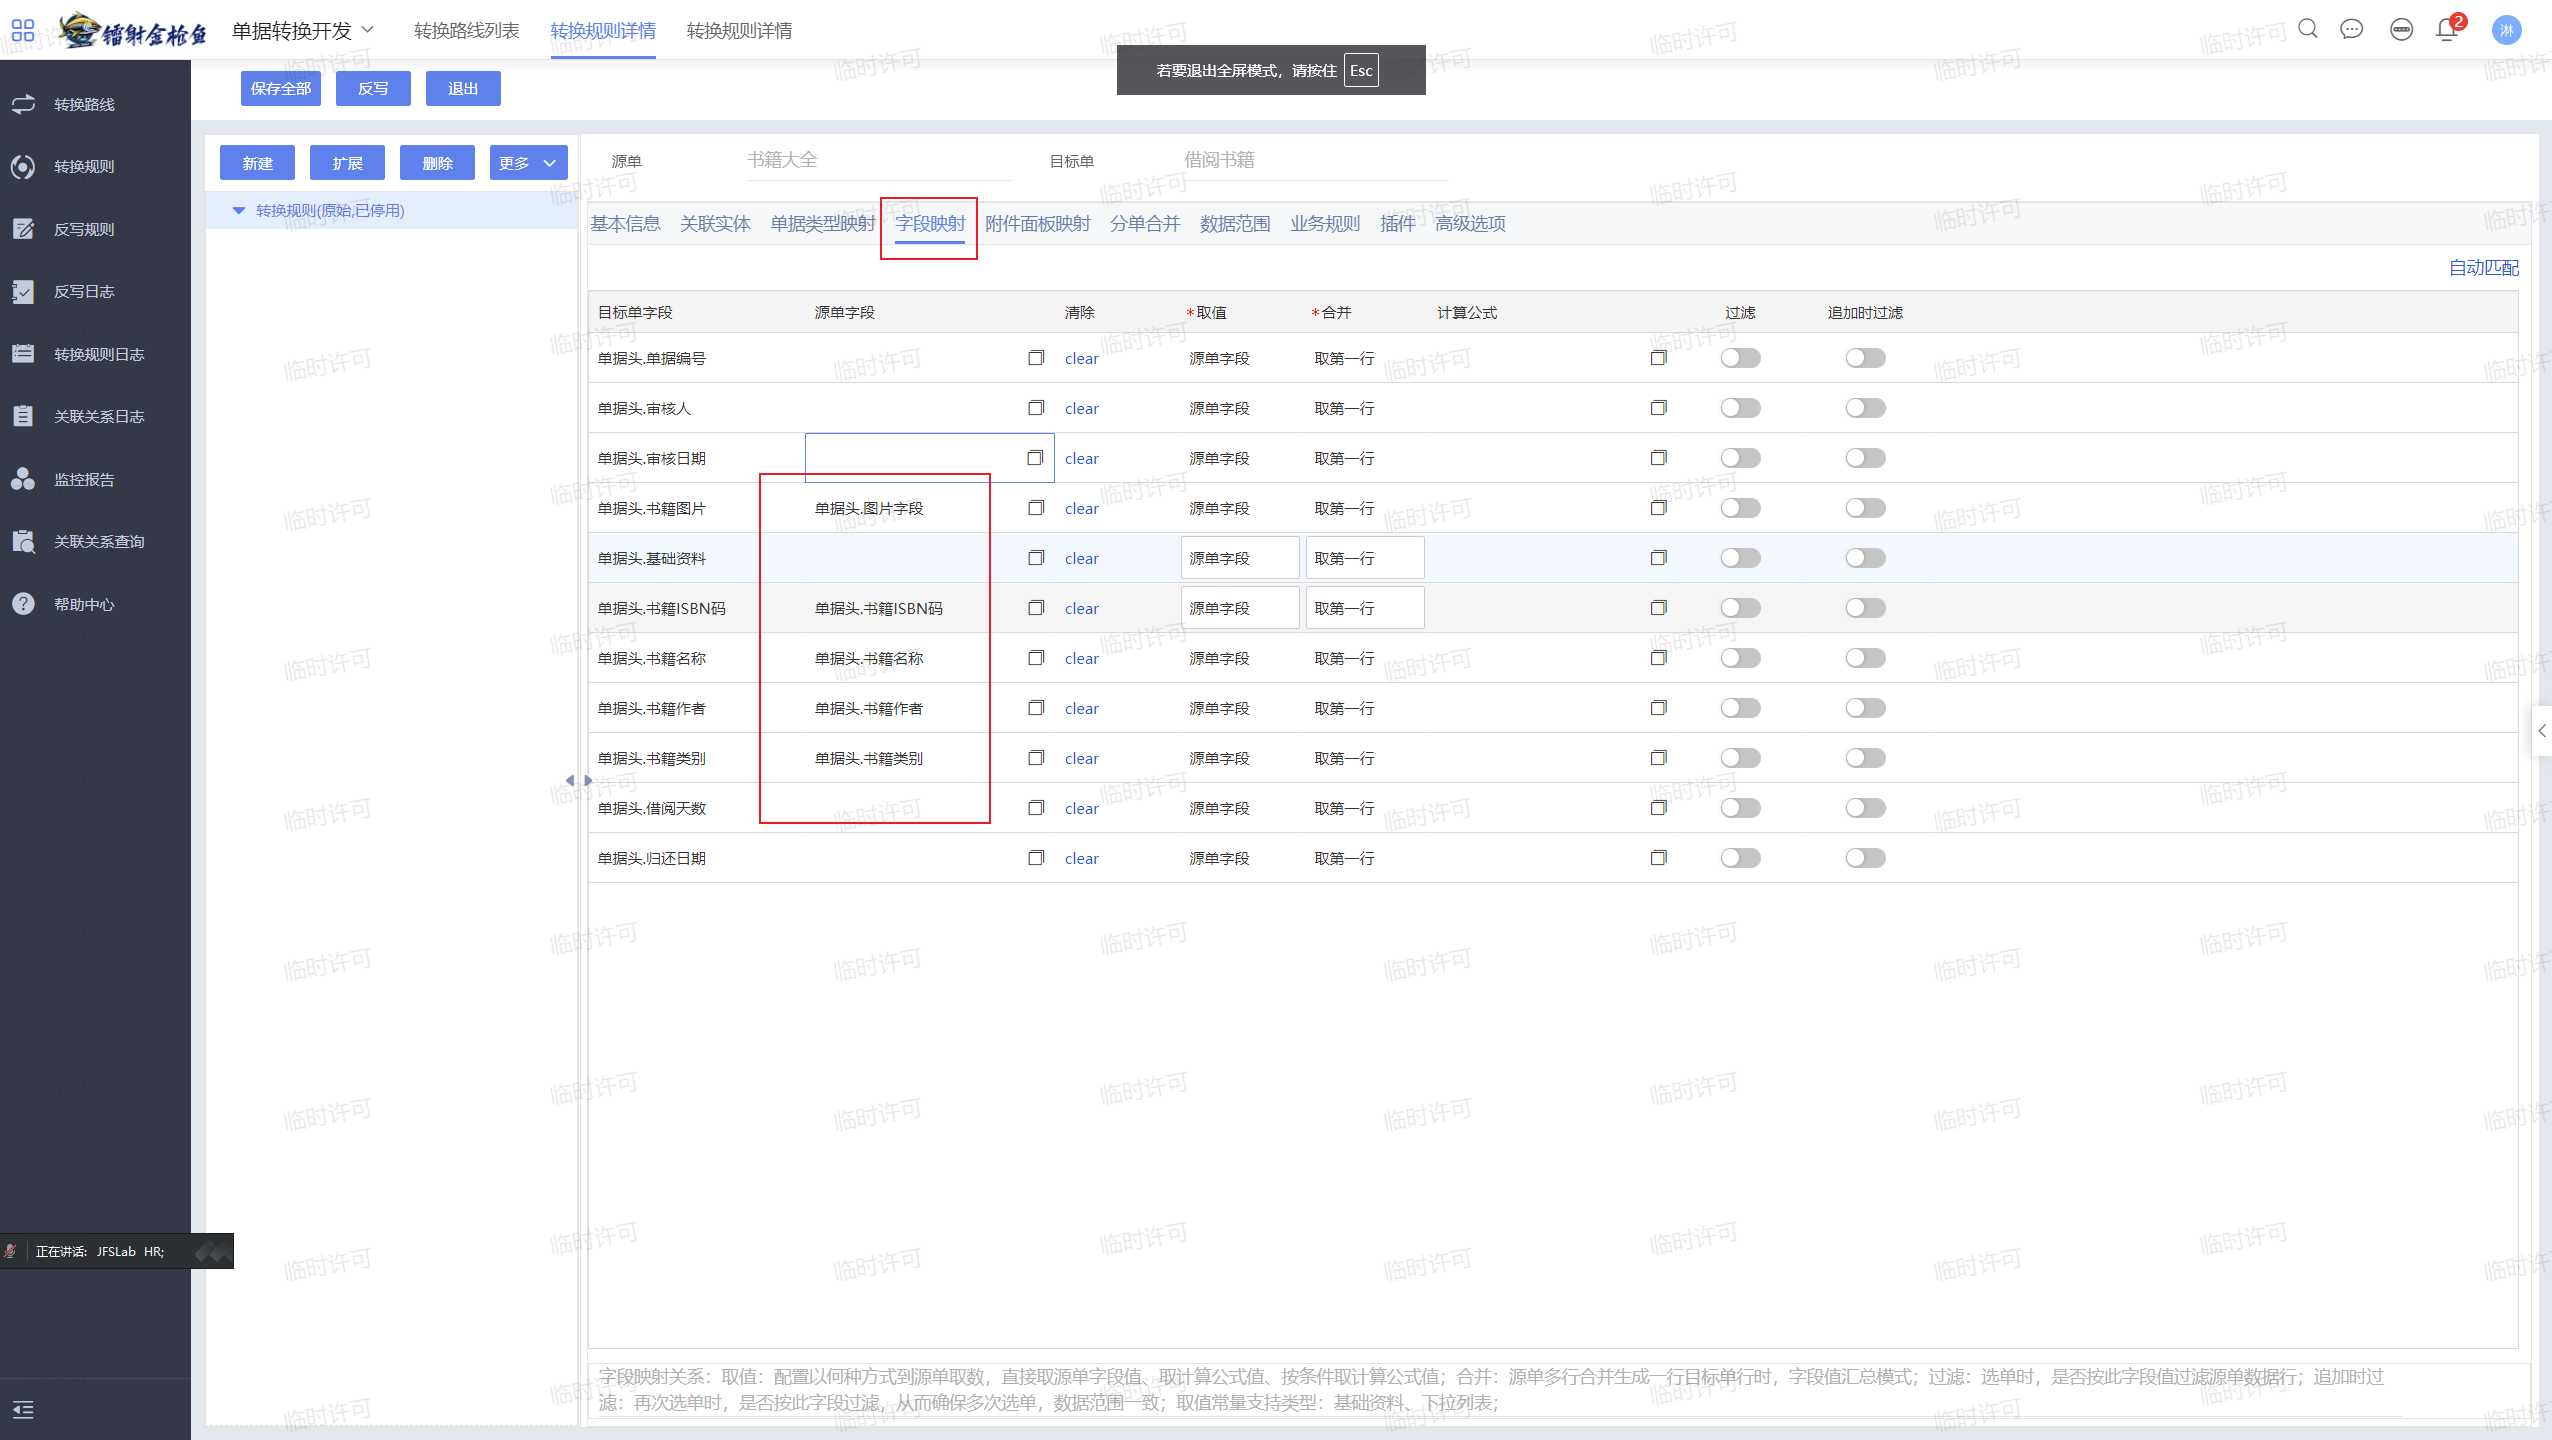 镭射金枪鱼
单据转换开发 转换路线列表 转换规则详情 转换规则详情 2 淋
若要退出全屏模式，请按住 Esc
保存全部 反写 退出
转换路线
转换规则
反写规则
反写日志
转换规则日志
关联关系日志
监控报告
关联关系查询
帮助中心
新建 扩展 删除 更多
转换规则(原始,已停用)
源单 书籍大全 目标单 借阅书籍
基本信息 关联实体 单据类型映射 字段映射 附件面板映射 分单合并 数据范围 业务规则 插件 高级选项
自动匹配
目标单字段 源单字段 清除 *取值 *合并 计算公式 过滤 追加时过滤
单据头.单据编号 clear 源单字段 取第一行
单据头.审核人 clear 源单字段 取第一行
单据头.审核日期 clear 源单字段 取第一行
单据头.书籍图片 单据头.图片字段 clear 源单字段 取第一行
单据头.基础资料 clear 源单字段 取第一行
单据头.书籍ISBN码 单据头.书籍ISBN码 clear 源单字段 取第一行
单据头.书籍名称 单据头.书籍名称 clear 源单字段 取第一行
单据头.书籍作者 单据头.书籍作者 clear 源单字段 取第一行
单据头.书籍类别 单据头.书籍类别 clear 源单字段 取第一行
单据头.借阅天数 clear 源单字段 取第一行
单据头.归还日期 clear 源单字段 取第一行
正在讲话: JFSLab HR;
字段映射关系：取值：配置以何种方式到源单取数，直接取源单字段值、取计算公式值、按条件取计算公式值；合并：源单多行合并生成一行目标单行时，字段值汇总模式；过滤：选单时，是否按此字段值过滤源单数据行；追加时过
滤：再次选单时，是否按此字段过滤，从而确保多次选单，数据范围一致；取值常量支持类型：基础资料、下拉列表；
临时许可